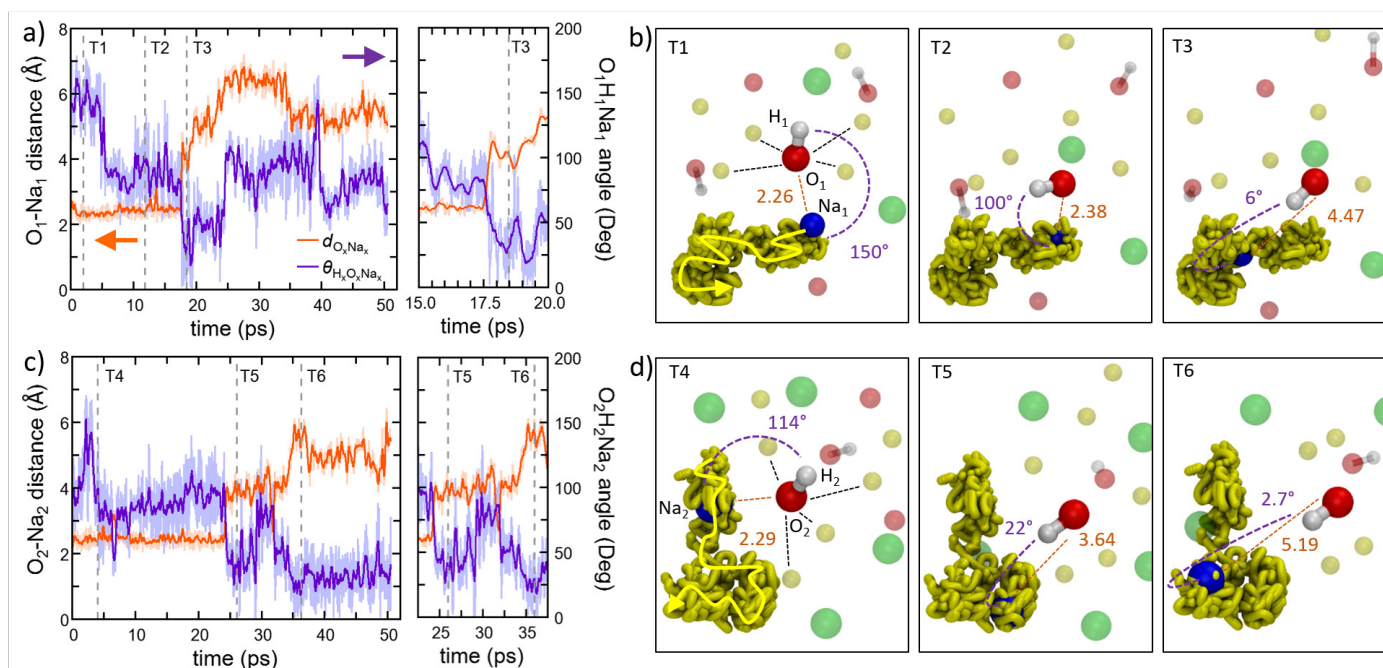 a)
O₁-Na₁ distance (Å)
8
6
4
2
0
T1
T2
T3
d OₓNaₓ
θ HₓOₓNaₓ
0
10
20
30
40
50
time (ps)
T3
200
150
100
50
0
O₁H₁Na₁ angle (Deg)
15.0
17.5
20.0
time (ps)
b)
T1
H₁
O₁
2.26
Na₁
150°
T2
100°
2.38
T3
6°
4.47
c)
O₂-Na₂ distance (Å)
8
6
4
2
0
T4
T5
T6
0
10
20
30
40
50
time (ps)
T5
T6
200
150
100
50
0
O₂H₂Na₂ angle (Deg)
25
30
35
time (ps)
d)
T4
114°
H₂
Na₂
O₂
2.29
T5
22°
3.64
T6
2.7°
5.19